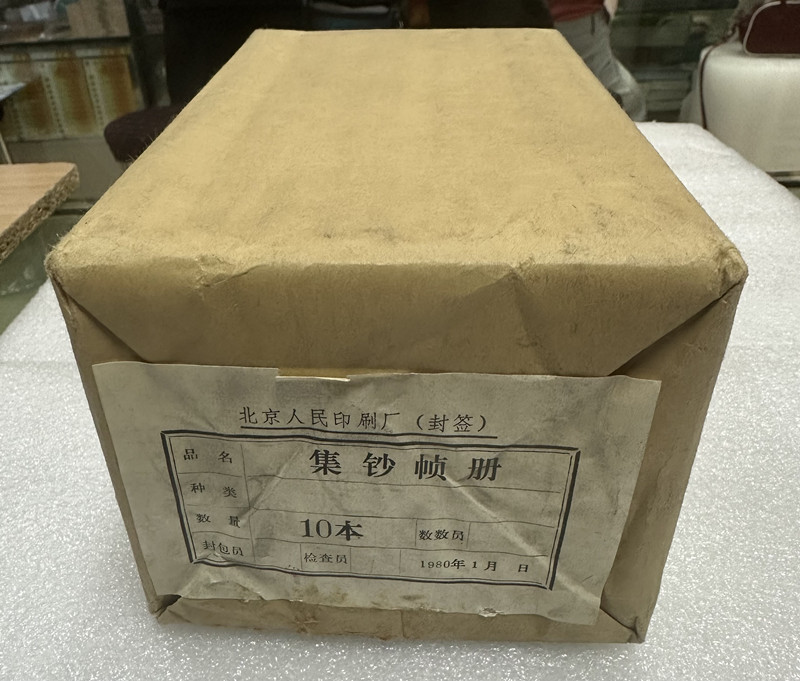 北京人民印刷厂（封签）
品名 集钞帧册
种类
数量 10本 数数员
封包员 检查员 1980年1月 日